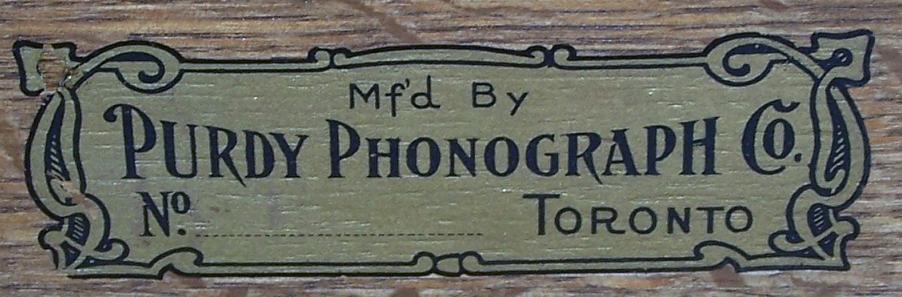 Mf'd By
PURDY PHONOGRAPH CO.
No. TORONTO